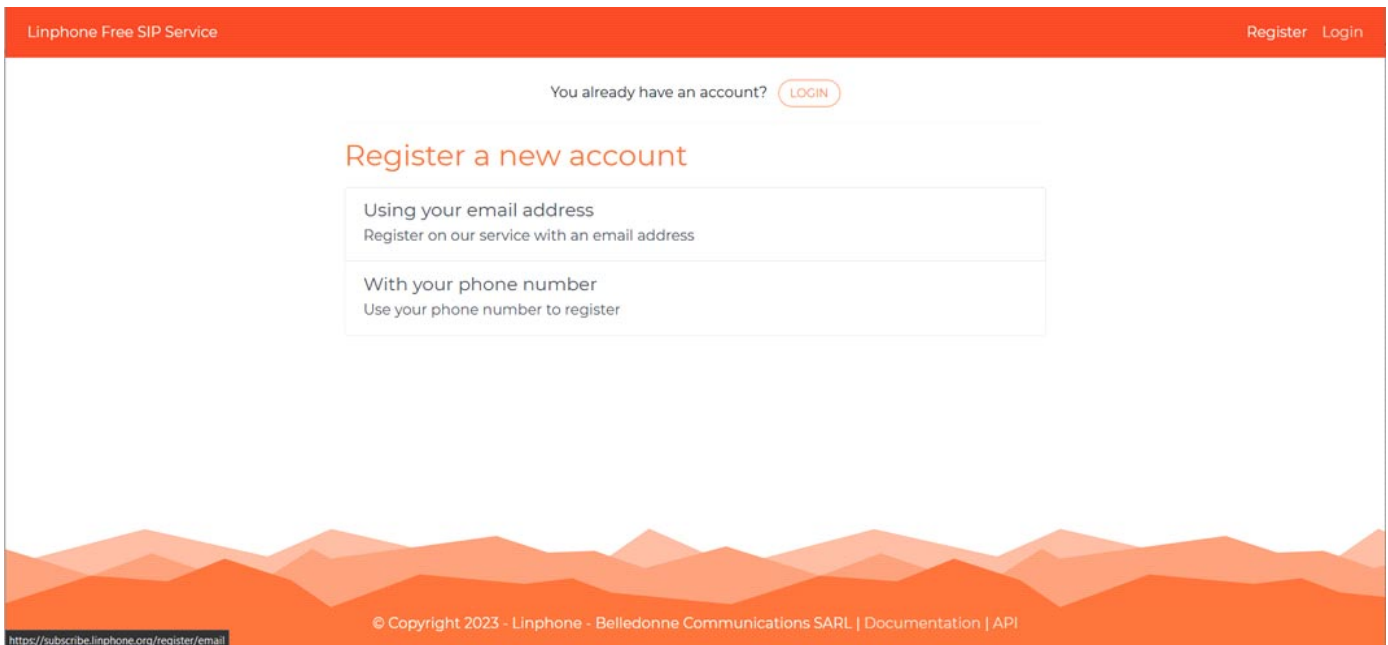 Linphone Free SIP Service
Register Login
You already have an account? LOGIN
Register a new account
Using your email address
Register on our service with an email address
With your phone number
Use your phone number to register
© Copyright 2023 - Linphone - Belledonne Communications SARL | Documentation | API
https://subscribe.linphone.org/register/email